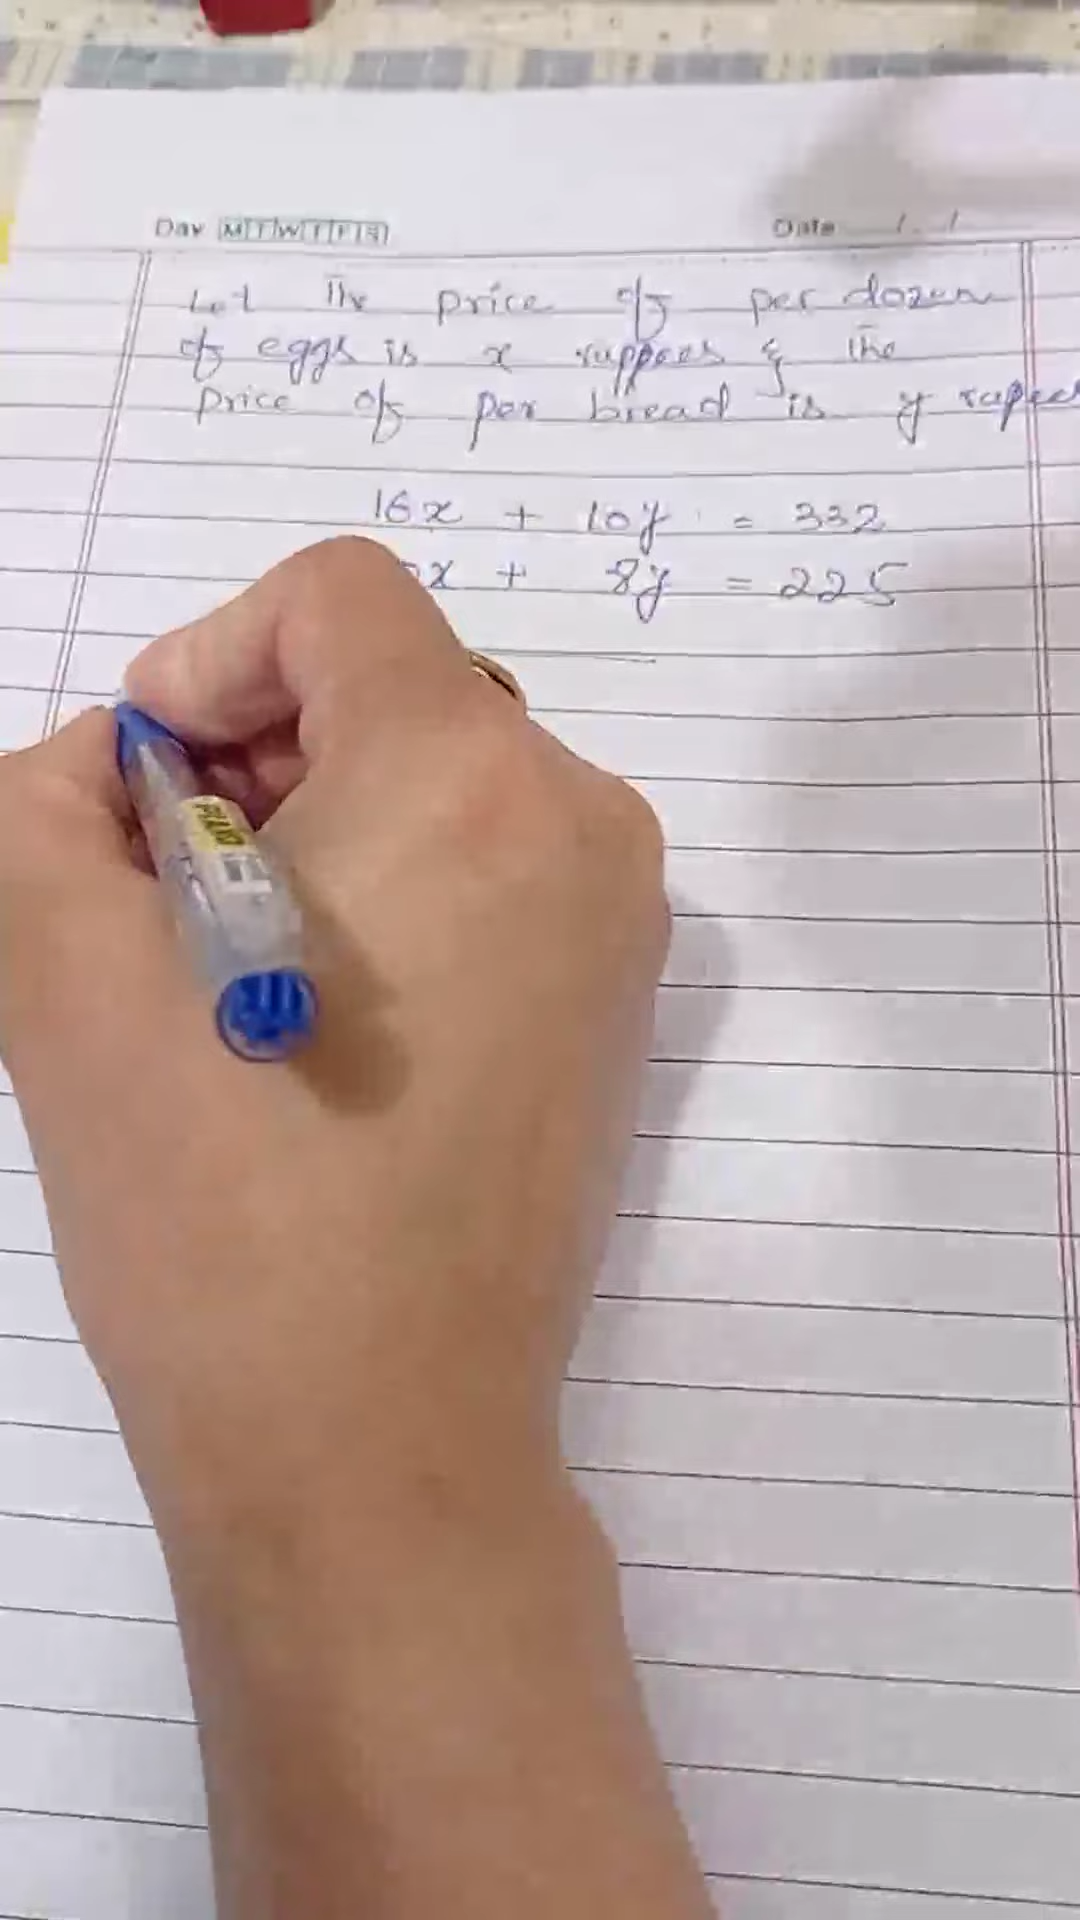 Day M T W T F S
Date / /
Let the price of per dozen
of eggs is x ruppees & the
price of per bread is y rupees
16x + 10y = 332
x + 8y = 225